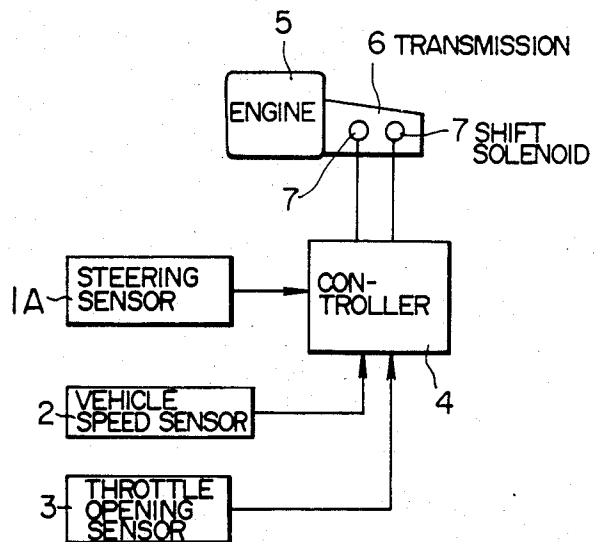 5
6 TRANSMISSION
ENGINE
7 SHIFT
SOLENOID
7
STEERING
SENSOR
1A
CON-
TROLLER
4
VEHICLE
SPEED SENSOR
2
THROTTLE
OPENING
SENSOR
3